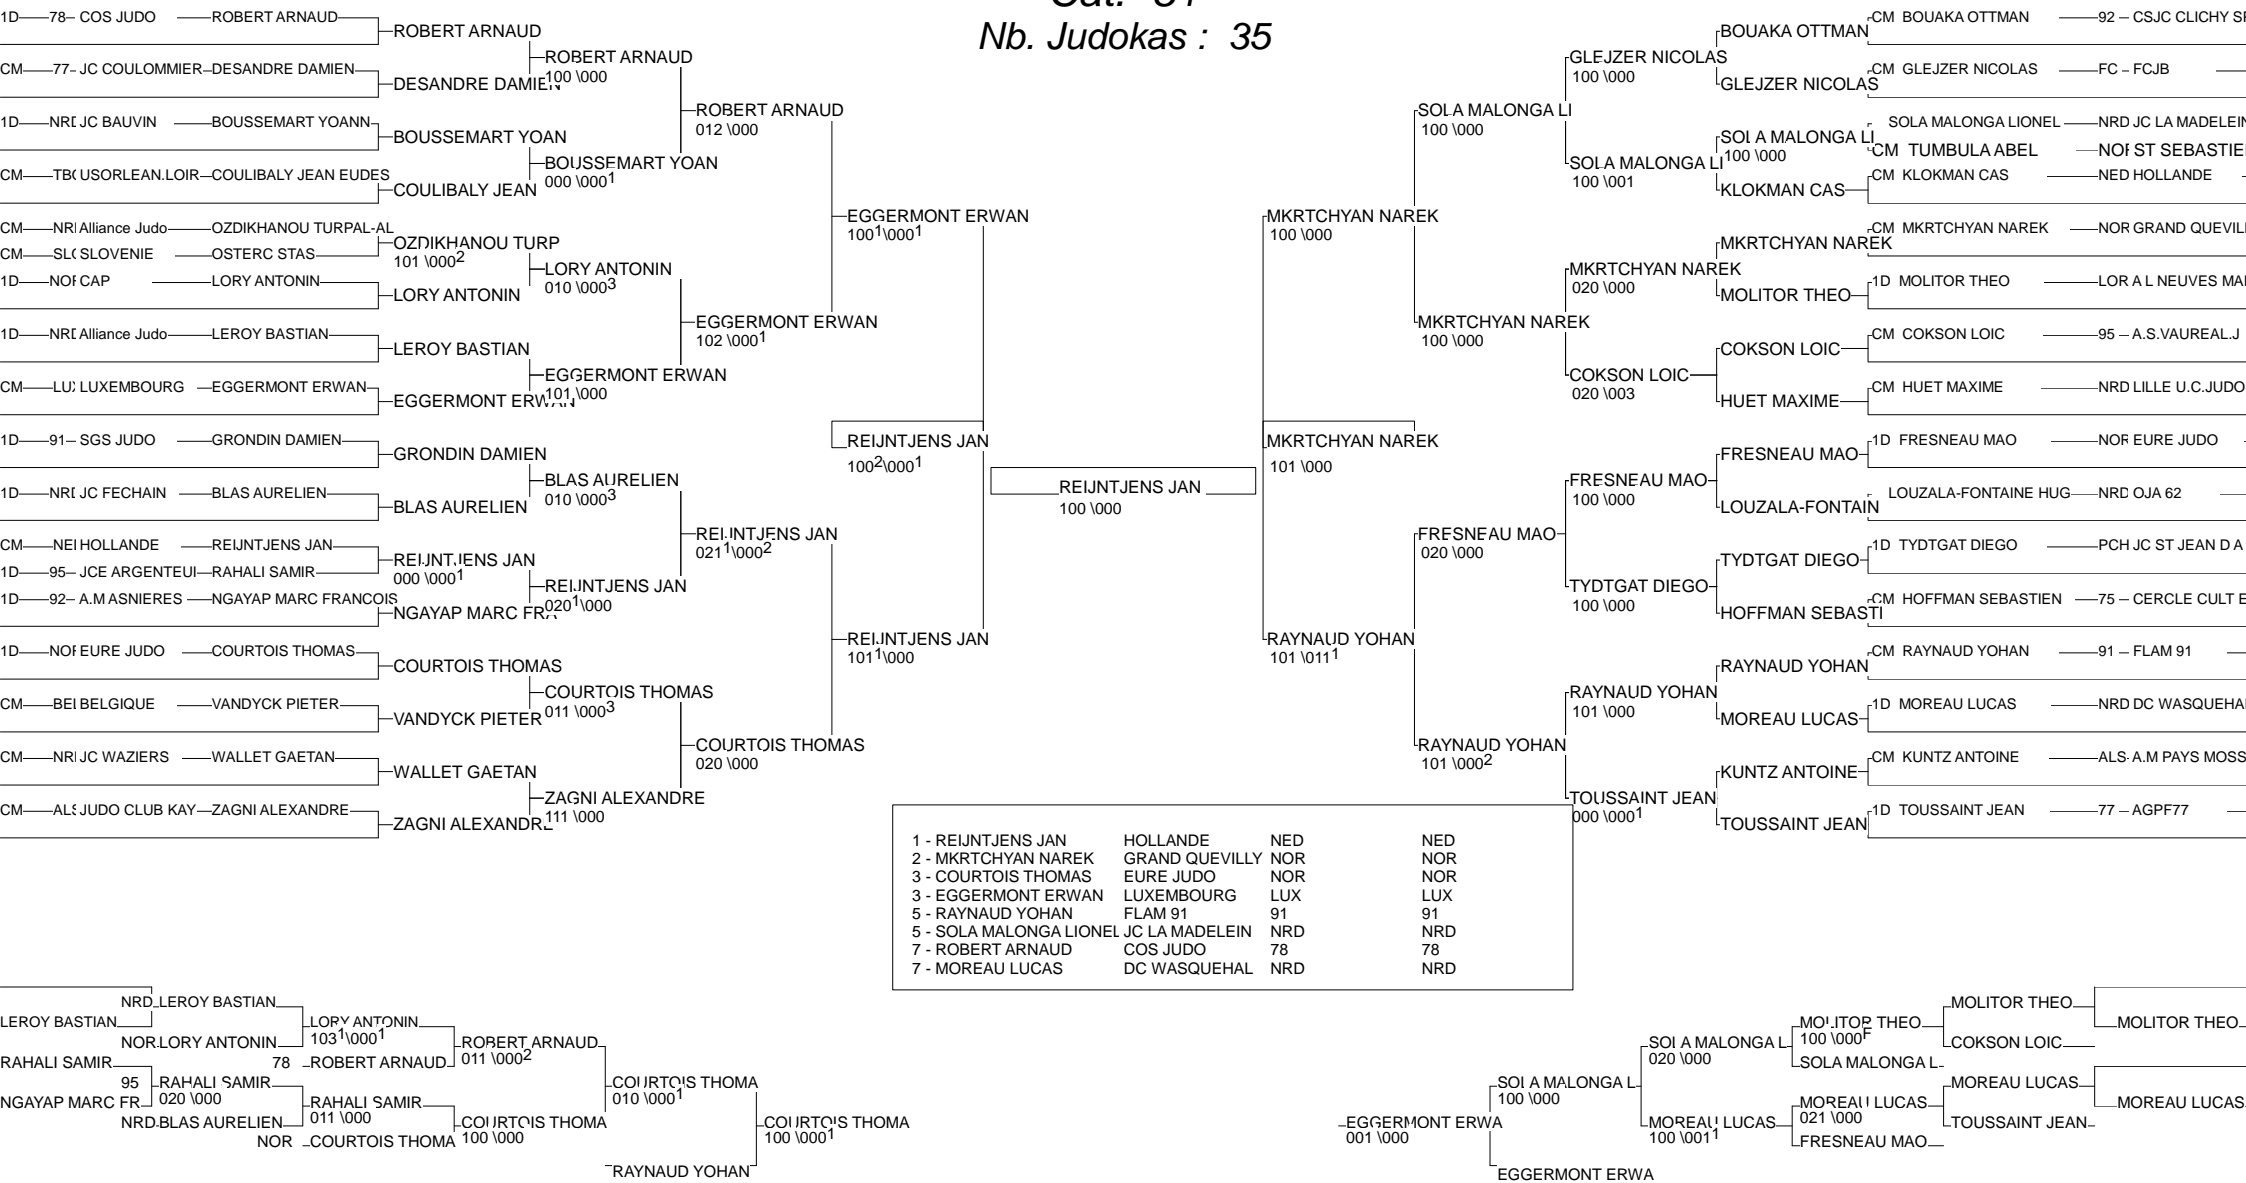 Nb. Judokas : 35
1D 78 COS JUDO ROBERT ARNAUD
CM 77 JC COULOMMIER DESANDRE DAMIEN
1D JC BAUVIN BOUSSEMART YOANN
CM USORLEAN.LOIR COULIBALY JEAN EUDES
CM Alliance Judo OZDIKHANOU TURPAL-AL
CM SLOVENIE OSTERC STAS
1D CAP LORY ANTONIN
1D Alliance Judo LEROY BASTIAN
CM LUXEMBOURG EGGERMONT ERWAN
1D 91 SGS JUDO GRONDIN DAMIEN
1D JC FECHAIN BLAS AURELIEN
CM HOLLANDE REIJNTJENS JAN
1D 95 JCE ARGENTEUI RAHALI SAMIR
1D 92 A.M ASNIERES NGAYAP MARC FRANCOIS
1D EURE JUDO COURTOIS THOMAS
CM BELGIQUE VANDYCK PIETER
CM JC WAZIERS WALLET GAETAN
CM JUDO CLUB KAY ZAGNI ALEXANDRE
ROBERT ARNAUD
DESANDRE DAMIEN
BOUSSEMART YOAN
COULIBALY JEAN
OZDIKHANOU TURP
101 \000²
LORY ANTONIN
LEROY BASTIAN
EGGERMONT ERWAN
GRONDIN DAMIEN
BLAS AURELIEN
REIJNTJENS JAN
000 \000¹
NGAYAP MARC FRA
COURTOIS THOMAS
VANDYCK PIETER
WALLET GAETAN
ZAGNI ALEXANDRE
ROBERT ARNAUD
100 \000
BOUSSEMART YOAN
000 \000¹
LORY ANTONIN
010 \000³
EGGERMONT ERWAN
101 \000
BLAS AURELIEN
010 \000³
REIJNTJENS JAN
020¹\000
COURTOIS THOMAS
011 \000³
ZAGNI ALEXANDRE
111 \000
ROBERT ARNAUD
012 \000
EGGERMONT ERWAN
102 \000¹
REIJNTJENS JAN
021¹\000²
COURTOIS THOMAS
020 \000
EGGERMONT ERWAN
100¹\000¹
REIJNTJENS JAN
101¹\000
REIJNTJENS JAN
100²\000¹
REIJNTJENS JAN
100 \000
MKRTCHYAN NAREK
101 \000
MKRTCHYAN NAREK
100 \000
RAYNAUD YOHAN
101 \011¹
SOLA MALONGA LI
100 \000
MKRTCHYAN NAREK
100 \000
FRESNEAU MAO
020 \000
RAYNAUD YOHAN
101 \000²
GLEJZER NICOLAS
100 \000
SOLA MALONGA LI
100 \001
MKRTCHYAN NAREK
020 \000
COKSON LOIC
020 \003
FRESNEAU MAO
100 \000
TYDTGAT DIEGO
100 \000
RAYNAUD YOHAN
101 \000
TOUSSAINT JEAN
000 \000¹
BOUAKA OTTMAN
GLEJZER NICOLAS
SOLA MALONGA LI
100 \000
KLOKMAN CAS
MKRTCHYAN NAREK
MOLITOR THEO
COKSON LOIC
HUET MAXIME
FRESNEAU MAO
LOUZALA-FONTAIN
TYDTGAT DIEGO
HOFFMAN SEBASTI
RAYNAUD YOHAN
MOREAU LUCAS
KUNTZ ANTOINE
TOUSSAINT JEAN
CM BOUAKA OTTMAN 92 CSJC CLICHY
CM GLEJZER NICOLAS FC FCJB
SOLA MALONGA LIONEL NRD JC LA MADELEIN
CM TUMBULA ABEL ST SEBASTIE
CM KLOKMAN CAS NED HOLLANDE
CM MKRTCHYAN NAREK NOR GRAND QUEVILL
1D MOLITOR THEO LOR A L NEUVES
CM COKSON LOIC 95 A.S.VAUREAL.J
CM HUET MAXIME NRD LILLE U.C.JUDO
1D FRESNEAU MAO NOR EURE JUDO
LOUZALA-FONTAINE HUG NRD OJA 62
1D TYDTGAT DIEGO PCH JC ST JEAN D A
CM HOFFMAN SEBASTIEN 75 CERCLE CULT
CM RAYNAUD YOHAN 91 FLAM 91
1D MOREAU LUCAS NRD DC WASQUEHA
CM KUNTZ ANTOINE ALS A.M PAYS MOSS
1D TOUSSAINT JEAN 77 AGPF77
1 - REIJNTJENS JAN HOLLANDE NED NED
2 - MKRTCHYAN NAREK GRAND QUEVILLY NOR NOR
3 - COURTOIS THOMAS EURE JUDO NOR NOR
3 - EGGERMONT ERWAN LUXEMBOURG LUX LUX
5 - RAYNAUD YOHAN FLAM 91 91 91
5 - SOLA MALONGA LIONEL JC LA MADELEIN NRD NRD
7 - ROBERT ARNAUD COS JUDO 78 78
7 - MOREAU LUCAS DC WASQUEHAL NRD NRD
LEROY BASTIAN
RAHALI SAMIR
NGAYAP MARC FR
NRD LEROY BASTIAN
NOR LORY ANTONIN
95 RAHALI SAMIR
020 \000
NRD BLAS AURELIEN
LORY ANTONIN
103¹\000¹
78 ROBERT ARNAUD
RAHALI SAMIR
011 \000
NOR COURTOIS THOMA
ROBERT ARNAUD
011 \000²
COURTOIS THOMA
100 \000
COURTOIS THOMA
010 \000¹
RAYNAUD YOHAN
COURTOIS THOMA
100 \000¹
EGGERMONT ERWA
001 \000
SOLA MALONGA L
100 \000
EGGERMONT ERWA
SOLA MALONGA L
020 \000
MOREAU LUCAS
100 \001¹
MOLITOR THEO
100 \000F
SOLA MALONGA L
MOREAU LUCAS
021 \000
FRESNEAU MAO
MOLITOR THEO
COKSON LOIC
MOREAU LUCAS
TOUSSAINT JEAN
MOLITOR THEO
MOREAU LUCAS